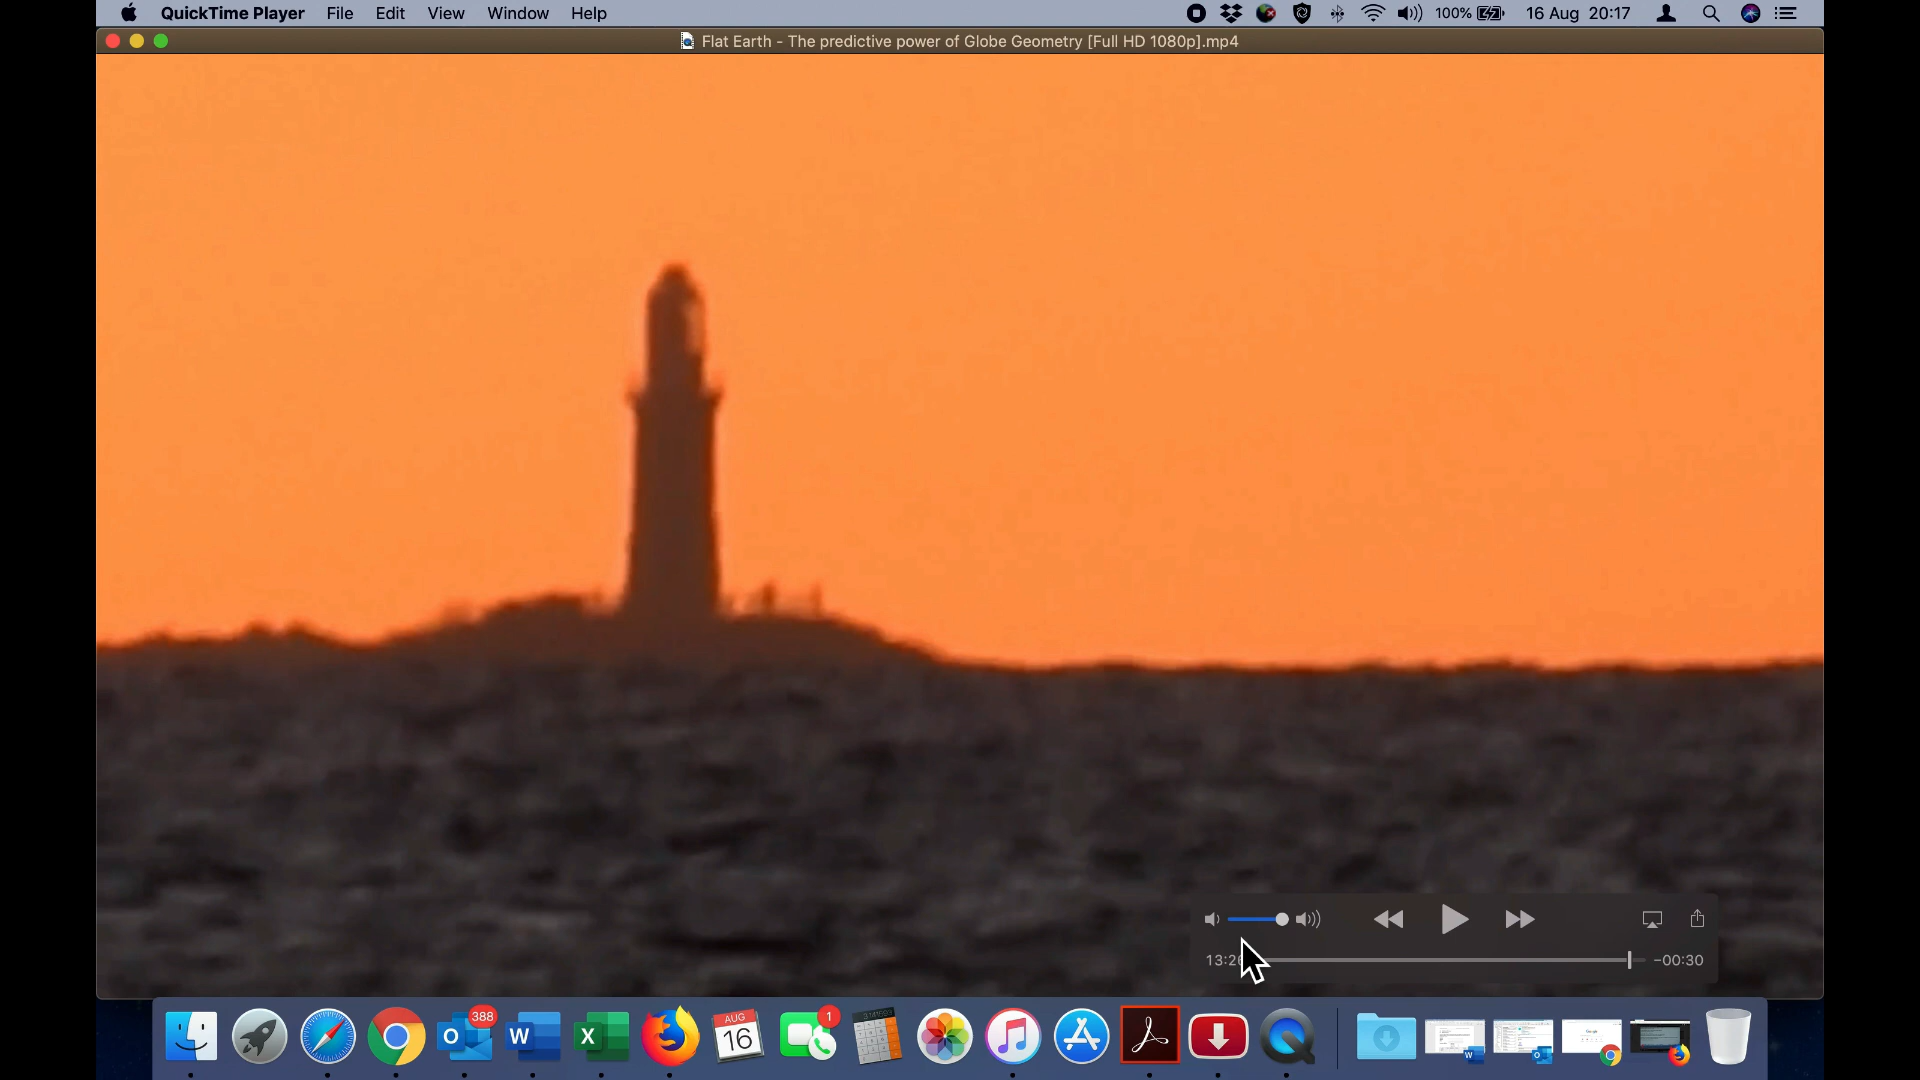 QuickTime Player File Edit View Window Help 100% 16 Aug 20:17
Flat Earth - The predictive power of Globe Geometry [Full HD 1080p].mp4
-00:30
388
AUG
16
1